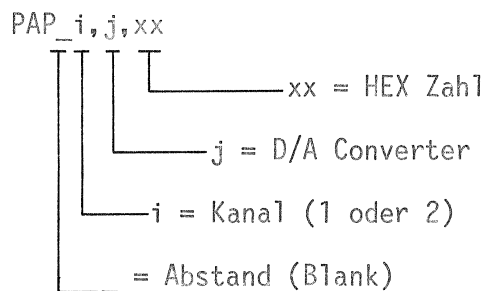 PAP_i,j,xx
xx = HEX Zahl
j = D/A Converter
i = Kanal (1 oder 2)
_ = Abstand (Blank)